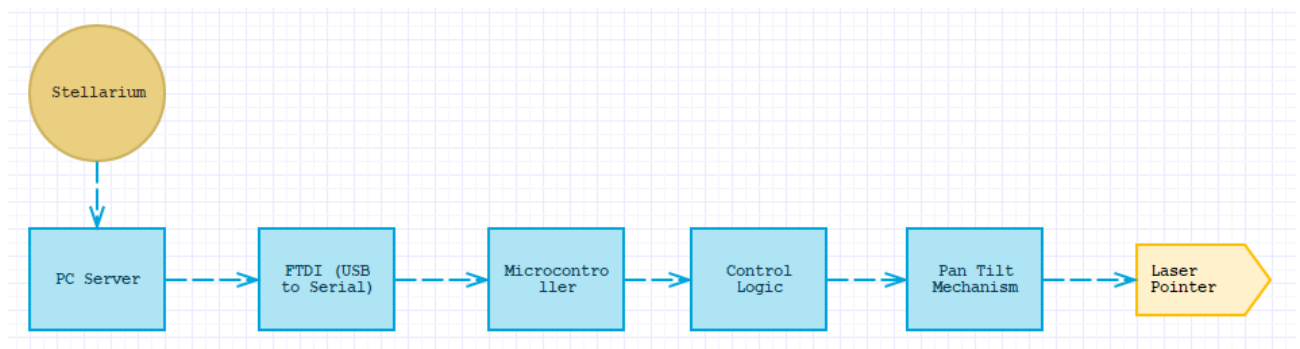 Stellarium
PC Server
FTDI (USB
to Serial)
Microcontro
ller
Control
Logic
Pan Tilt
Mechanism
Laser
Pointer